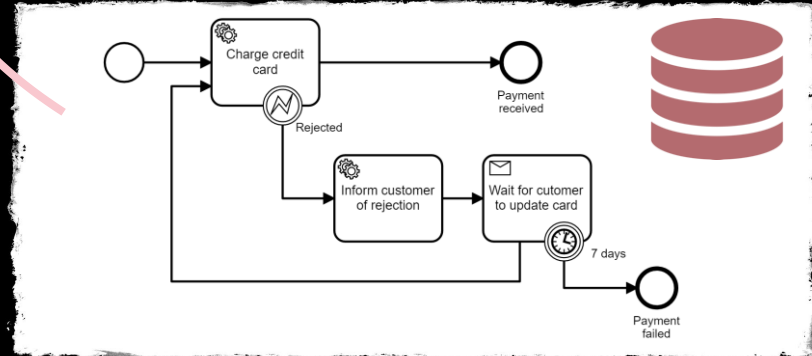 Charge credit
card
Payment
received
Rejected
Inform customer
of rejection
Wait for cutomer
to update card
7 days
Payment
failed